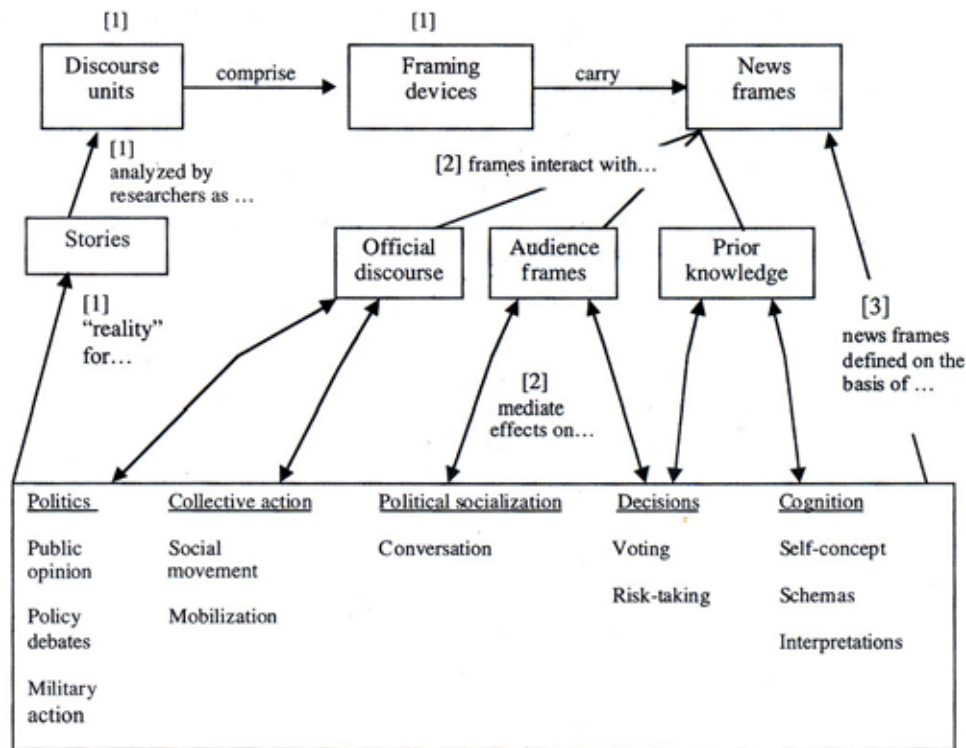 [1]
[1]
Discourse
units
comprise
Framing
devices
carry
News
frames
[1]
analyzed by
researchers as ...
[2] frames interact with...
Stories
Official
discourse
Audience
frames
Prior
knowledge
[1]
“reality”
for...
[2]
mediate
effects on...
[3]
news frames
defined on the
basis of ...
Politics
Public
opinion
Policy
debates
Military
action
Collective action
Social
movement
Mobilization
Political socialization
Conversation
Decisions
Voting
Risk-taking
Cognition
Self-concept
Schemas
Interpretations